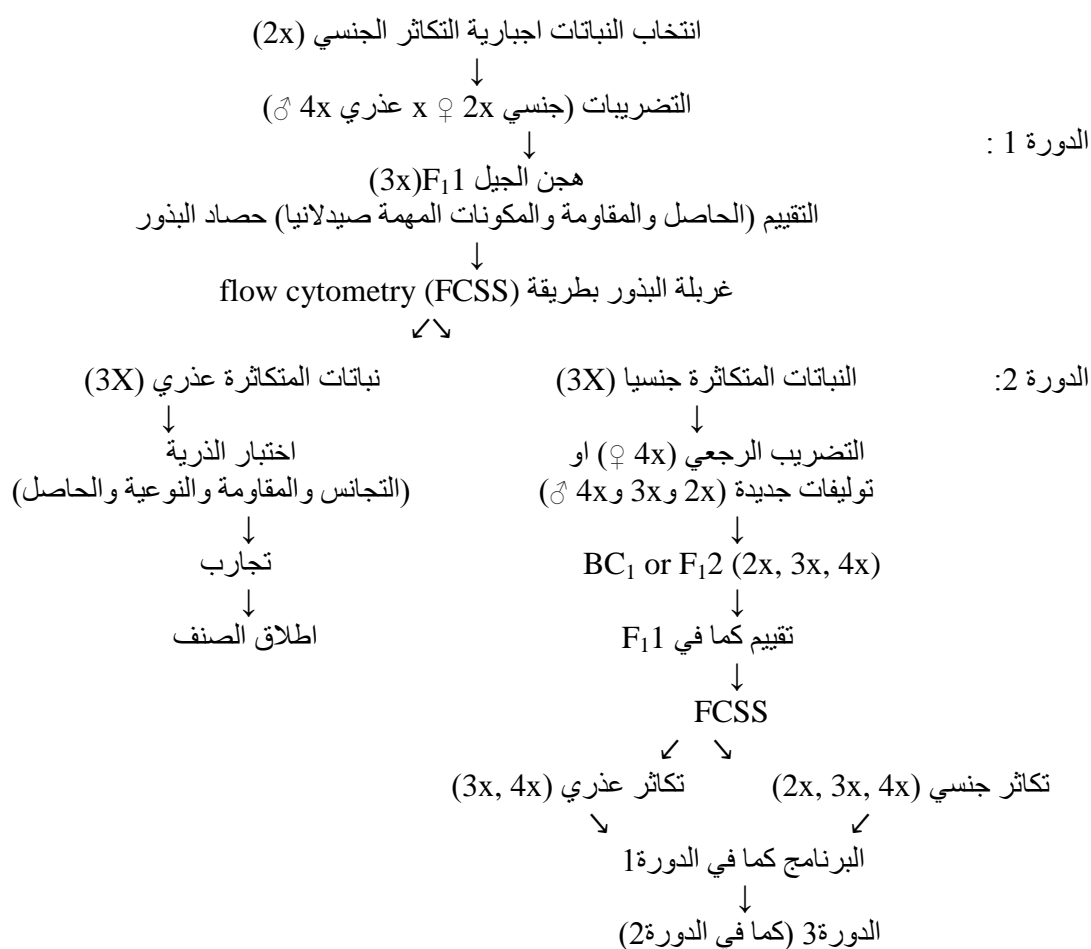 انتخاب النباتات اجبارية التكاثر الجنسي (2x)
↓
التضريبات (جنسي 2x ♀ x عذري 4x ♂)
الدورة 1 :
↓
هجن الجيل F₁1(3x)
التقييم (الحاصل والمقاومة والمكونات المهمة صيدلانيا) حصاد البذور
↓
غربلة البذور بطريقة flow cytometry (FCSS)
↙↘
الدورة 2: النباتات المتكاثرة جنسيا (3X) نباتات المتكاثرة عذري (3X)
↓ ↓
التضريب الرجعي (4x ♀) او اختبار الذرية
توليفات جديدة (2x و3x و4x ♂) (التجانس والمقاومة والنوعية والحاصل)
↓ ↓
BC₁ or F₁2 (2x, 3x, 4x) تجارب
↓ ↓
تقييم كما في F₁1 اطلاق الصنف
↓
FCSS
↙ ↘
تكاثر جنسي (2x, 3x, 4x) تكاثر عذري (3x, 4x)
↘ ↙
البرنامج كما في الدورة1
↓
الدورة3 (كما في الدورة2)